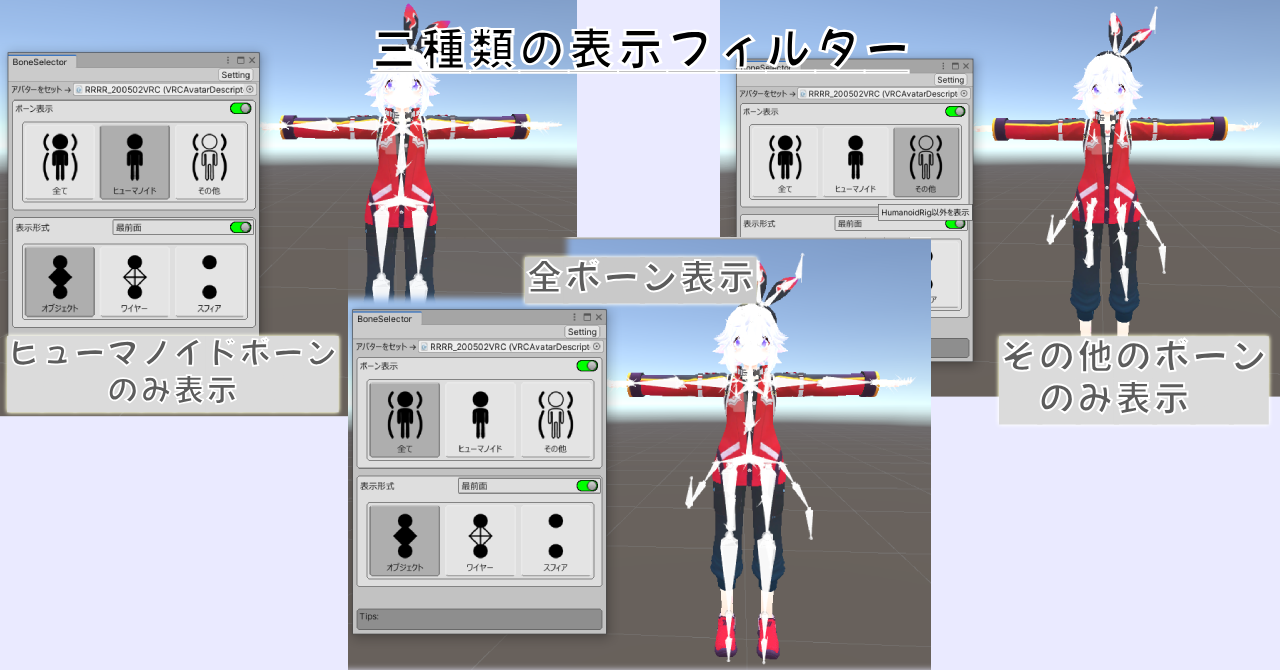 三種類の表示フィルター
BoneSelector
Setting
アバターをセット→ RRRR_200502VRC (VRCAvatarDescript
ボーン表示
全て ヒューマノイド その他
表示形式 最前面
オブジェクト ワイヤー スフィア
ヒューマノイドボーン
のみ表示
BoneSelector
Setting
アバターをセット→ RRRR_200502VRC (VRCAvatarDescript
ボーン表示
全て ヒューマノイド その他
HumanoidRig以外を表示
表示形式 最前面
その他のボーン
のみ表示
全ボーン表示
BoneSelector
Setting
アバターをセット→ RRRR_200502VRC (VRCAvatarDescript
ボーン表示
全て ヒューマノイド その他
表示形式 最前面
オブジェクト ワイヤー スフィア
Tips: